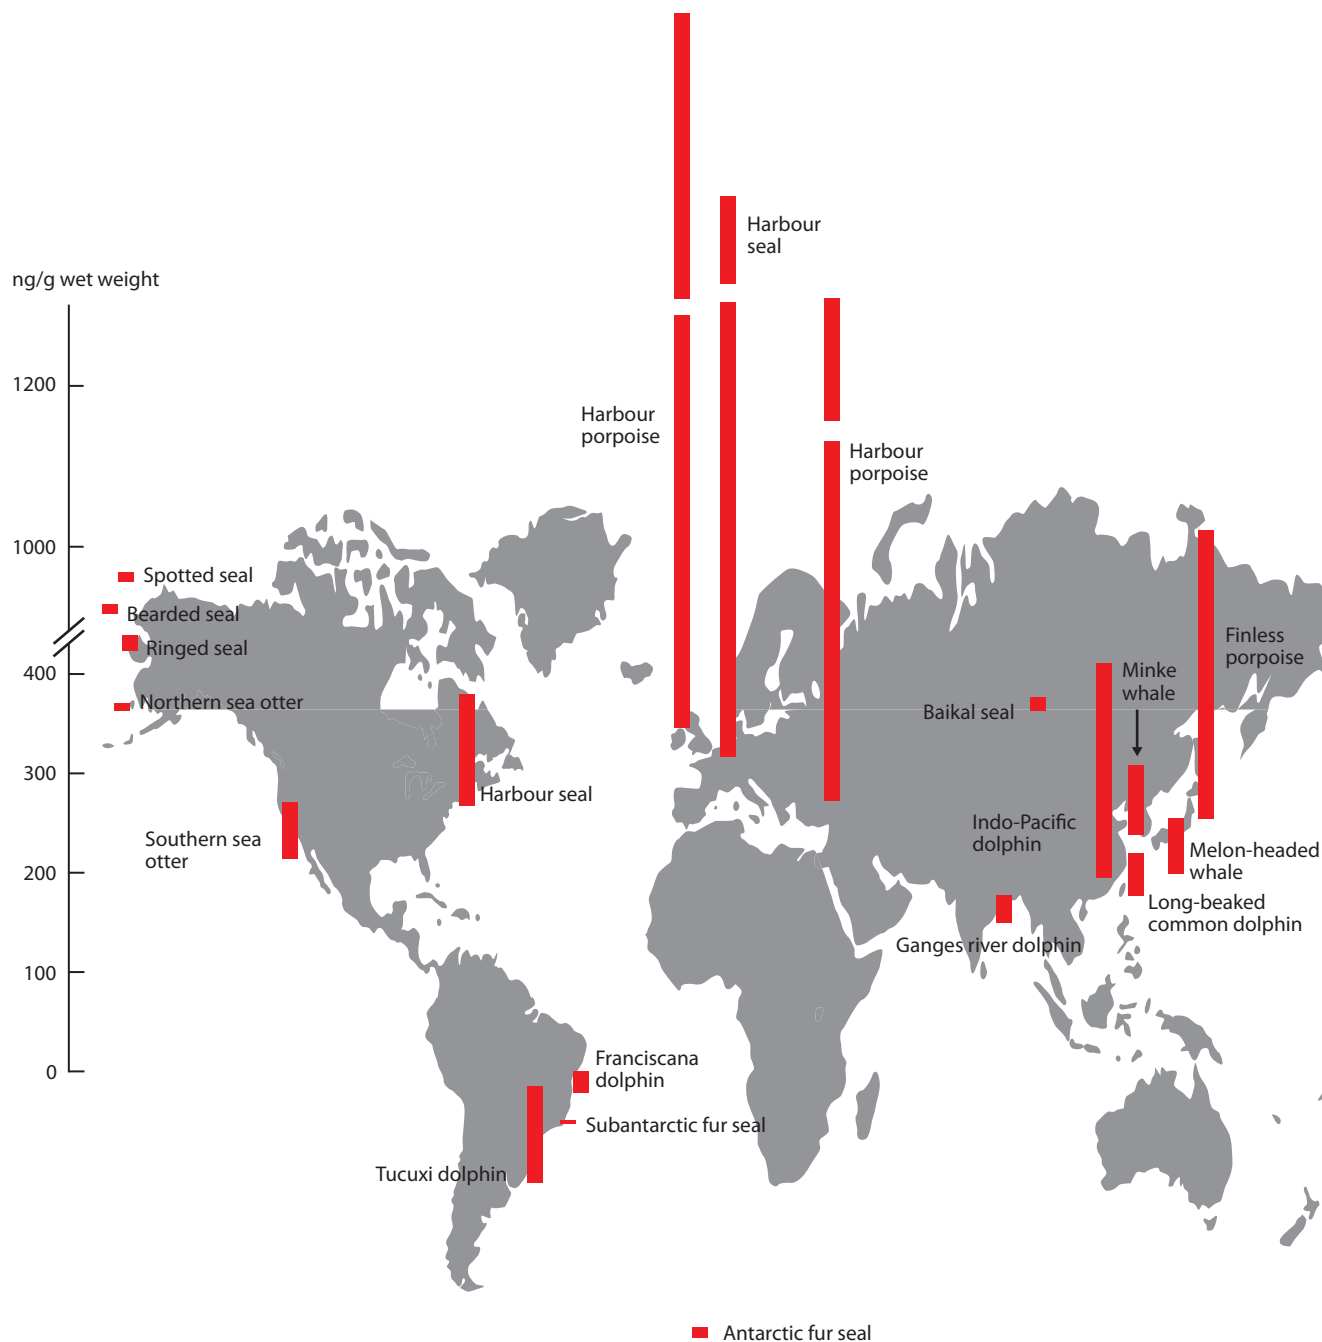 ng/g wet weight
1200
1000
400
300
200
100
0
Harbour
seal
Harbour
porpoise
Harbour
porpoise
Spotted seal
Bearded seal
Ringed seal
Northern sea otter
Southern sea
otter
Harbour seal
Finless
porpoise
Minke
whale
Baikal seal
Indo-Pacific
dolphin
Melon-headed
whale
Long-beaked
common dolphin
Ganges river dolphin
Franciscana
dolphin
Subantarctic fur seal
Tucuxi dolphin
Antarctic fur seal